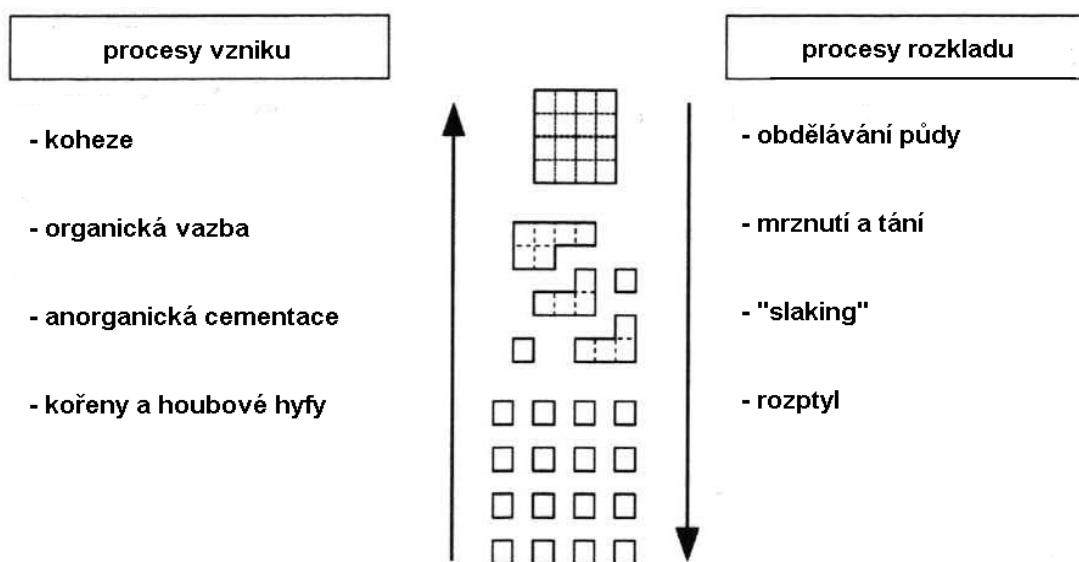 procesy vzniku
- koheze
- organická vazba
- anorganická cementace
- kořeny a houbové hyfy
procesy rozkladu
- obdělávání půdy
- mrznutí a tání
- "slaking"
- rozptyl